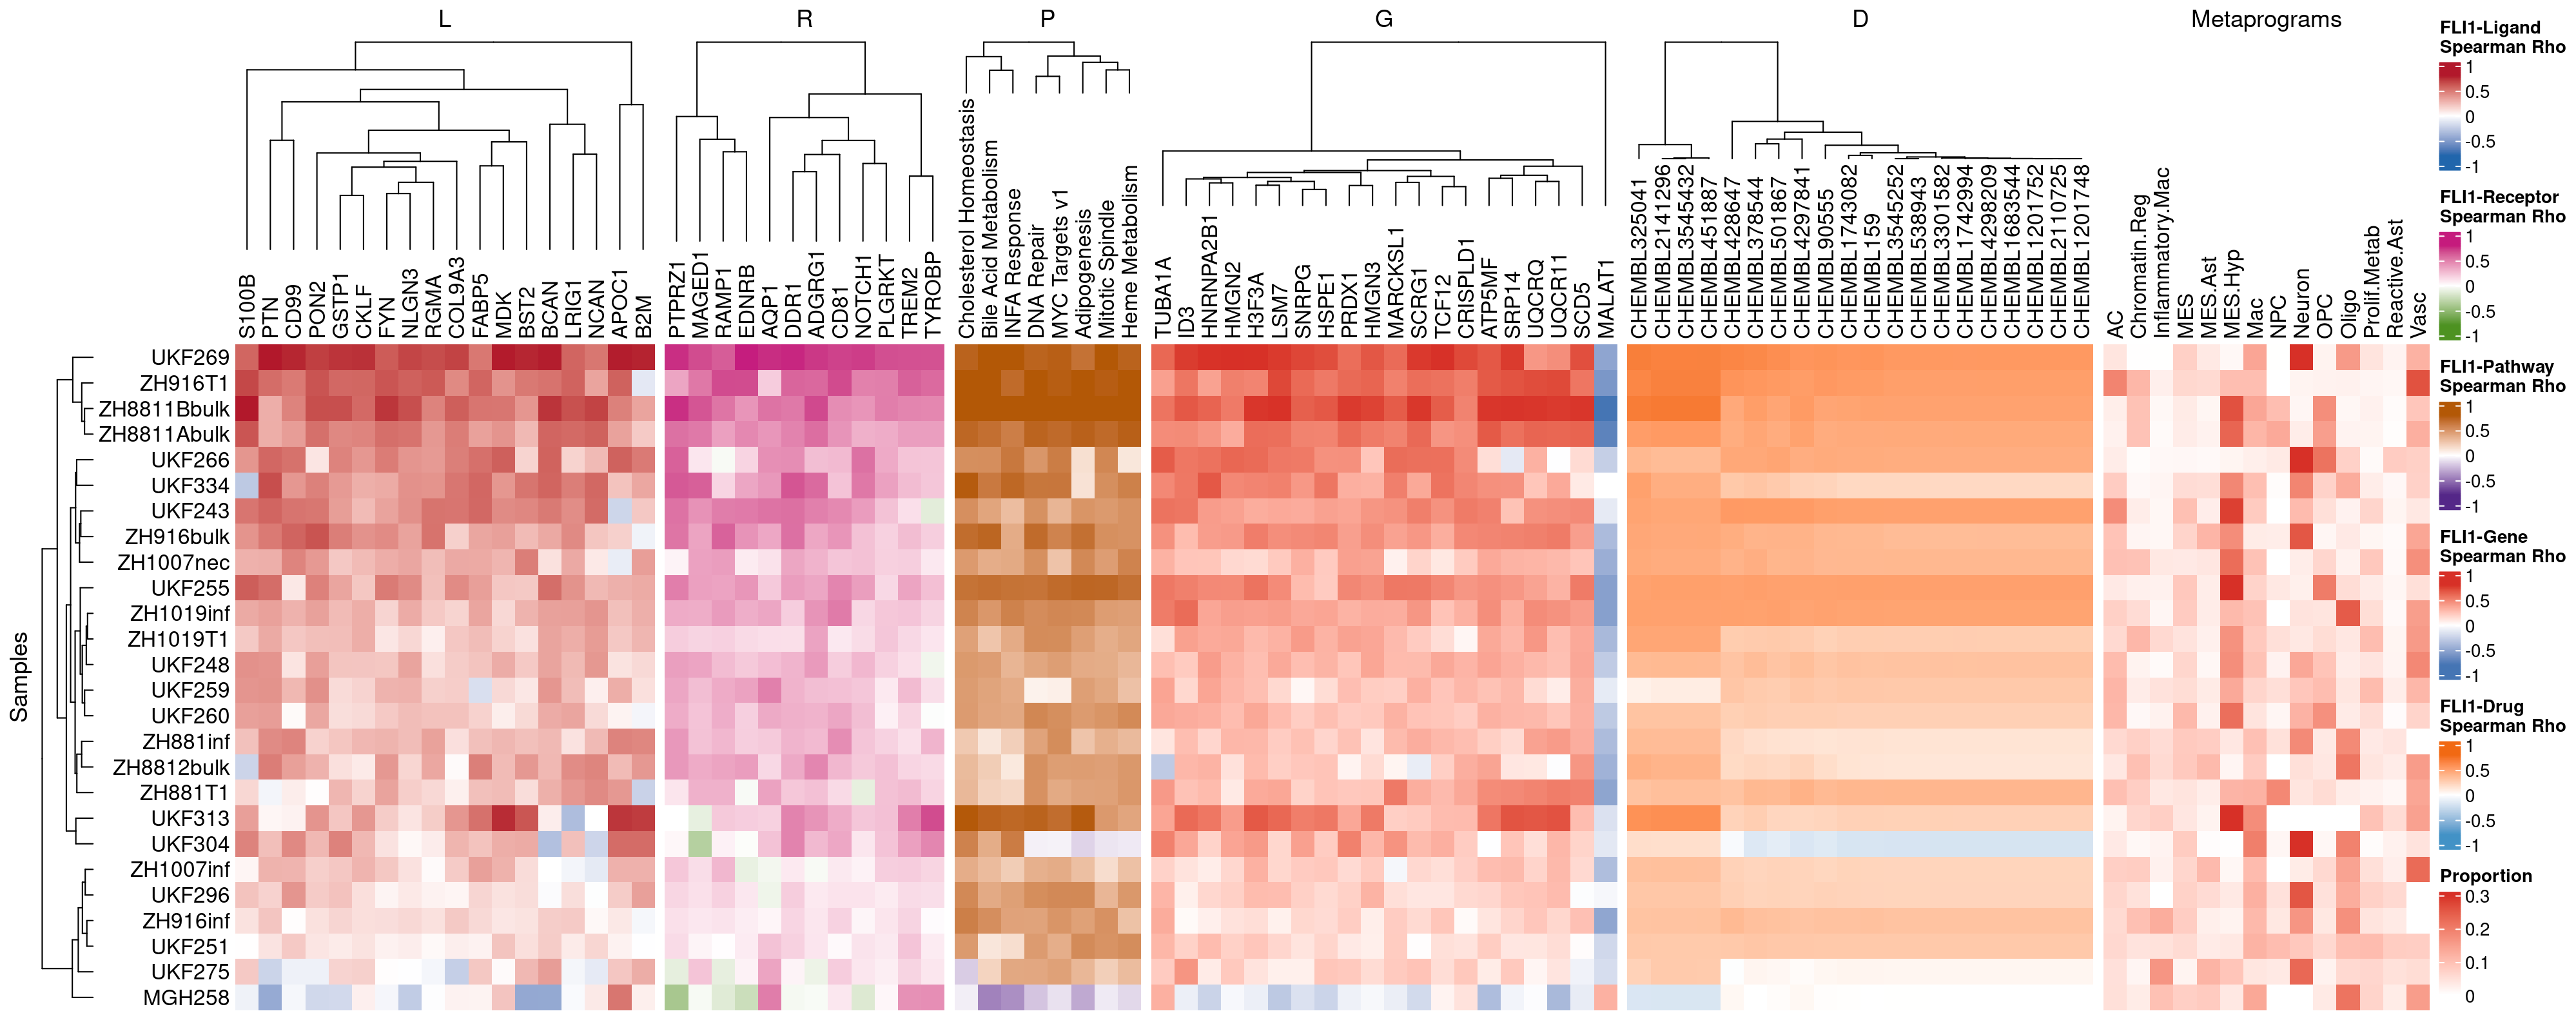 L
R
P
G
D
Metaprograms
S100B
PTN
CD99
PON2
GSTP1
CKLF
FYN
NLGN3
RGMA
COL9A3
FABP5
MDK
BST2
BCAN
LRIG1
NCAN
APOC1
B2M
PTPRZ1
MAGED1
RAMP1
EDNRB
AQP1
DDR1
ADGRG1
CD81
NOTCH1
PLGRKT
TREM2
TYROBP
Cholesterol Homeostasis
Bile Acid Metabolism
INFA Response
DNA Repair
MYC Targets v1
Adipogenesis
Mitotic Spindle
Heme Metabolism
TUBA1A
ID3
HNRNPA2B1
HMGN2
H3F3A
LSM7
SNRPG
HSPE1
PRDX1
HMGN3
MARCKSL1
SCRG1
TCF12
CRISPLD1
ATP5MF
SRP14
UQCRQ
UQCR11
SCD5
MALAT1
CHEMBL325041
CHEMBL2141296
CHEMBL3545432
CHEMBL451887
CHEMBL428647
CHEMBL378544
CHEMBL501867
CHEMBL4297841
CHEMBL90555
CHEMBL1743082
CHEMBL159
CHEMBL3545252
CHEMBL538943
CHEMBL3301582
CHEMBL1742994
CHEMBL4298209
CHEMBL1683544
CHEMBL1201752
CHEMBL2110725
CHEMBL1201748
AC
Chromatin.Reg
Inflammatory.Mac
MES
MES.Ast
MES.Hyp
Mac
NPC
Neuron
OPC
Oligo
Prolif.Metab
Reactive.Ast
Vasc
Samples
UKF269
ZH916T1
ZH8811Bbulk
ZH8811Abulk
UKF266
UKF334
UKF243
ZH916bulk
ZH1007nec
UKF255
ZH1019inf
ZH1019T1
UKF248
UKF259
UKF260
ZH881inf
ZH8812bulk
ZH881T1
UKF313
UKF304
ZH1007inf
UKF296
ZH916inf
UKF251
UKF275
MGH258
FLI1-Ligand
Spearman Rho
1
0.5
0
-0.5
-1
FLI1-Receptor
Spearman Rho
1
0.5
0
-0.5
-1
FLI1-Pathway
Spearman Rho
1
0.5
0
-0.5
-1
FLI1-Gene
Spearman Rho
1
0.5
0
-0.5
-1
FLI1-Drug
Spearman Rho
1
0.5
0
-0.5
-1
Proportion
0.3
0.2
0.1
0